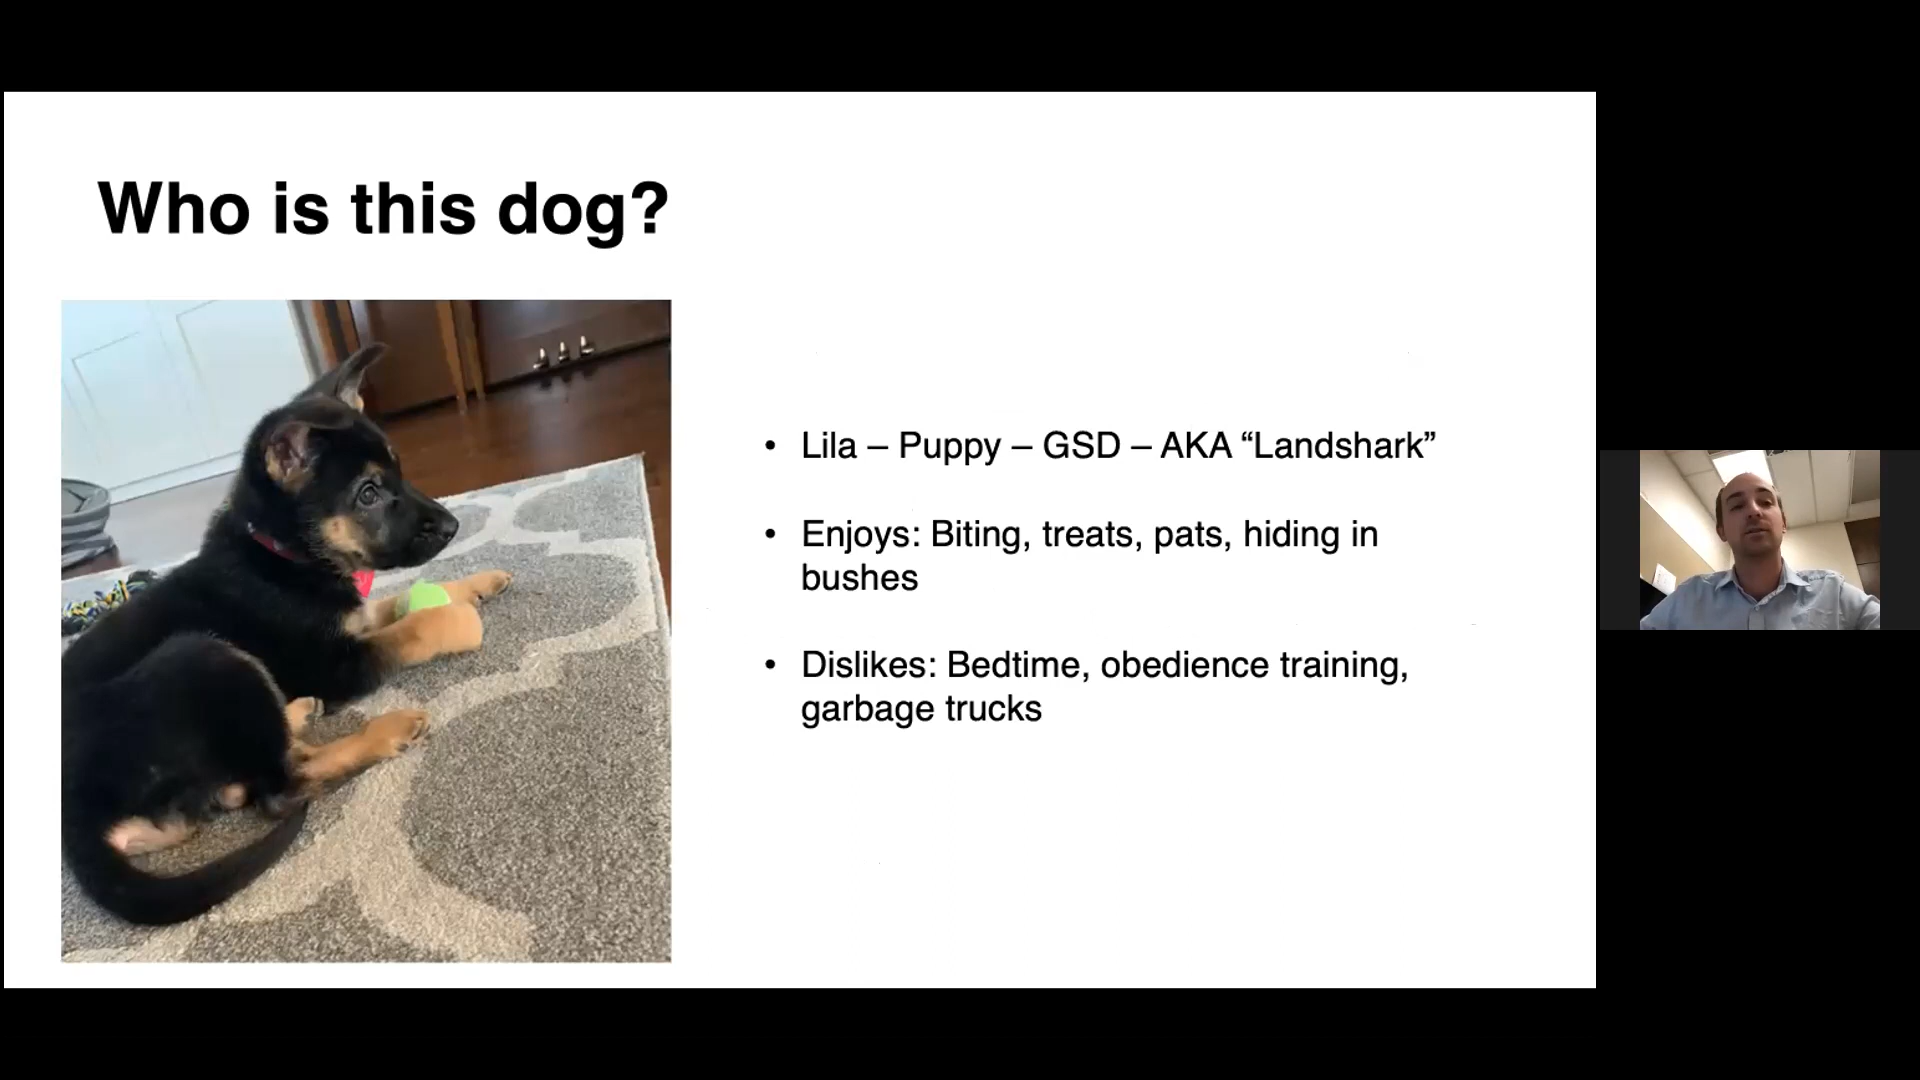 Who is this dog?
• Lila – Puppy – GSD – AKA “Landshark”
• Enjoys: Biting, treats, pats, hiding in
bushes
• Dislikes: Bedtime, obedience training,
garbage trucks